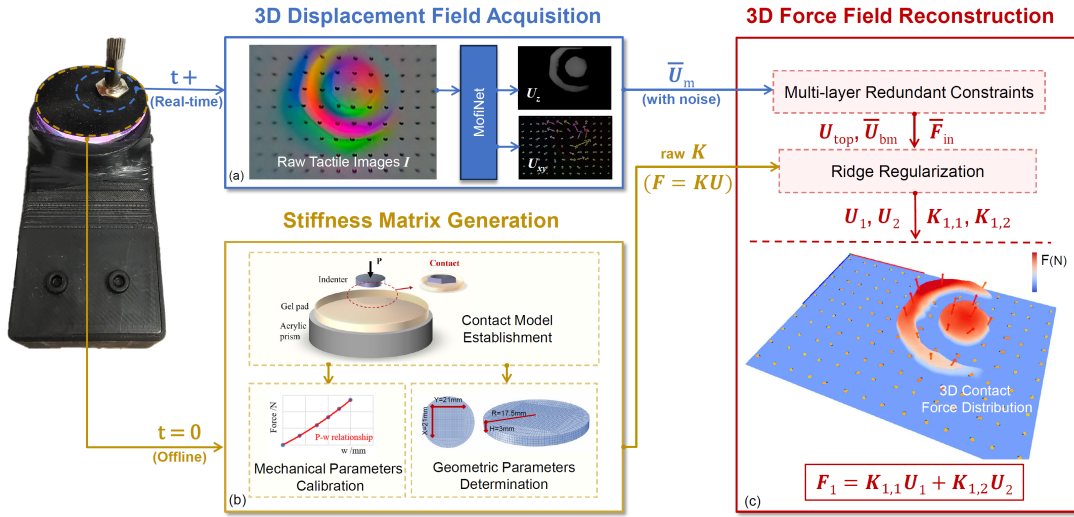 3D Displacement Field Acquisition
3D Force Field Reconstruction
t+
(Real-time)
Raw Tactile Images I
(a)
MofiNet
U_z
U_xy
U̅_m
(with noise)
Multi-layer Redundant Constraints
U_top, U̅_bm F̅_in
raw K
(F = KU)
Ridge Regularization
U_1, U_2 K_1,1, K_1,2
Stiffness Matrix Generation
P
Indenter
Contact
Gel pad
Acrylic
prism
Contact Model
Establishment
t = 0
(Offline)
Force /N
P-w relationship
w /mm
Mechanical Parameters
Calibration
Y=21mm
X=21mm
R=17.5mm
H=3mm
Geometric Parameters
Determination
(b)
F(N)
3D Contact
Force Distribution
F_1 = K_1,1 U_1 + K_1,2 U_2
(c)